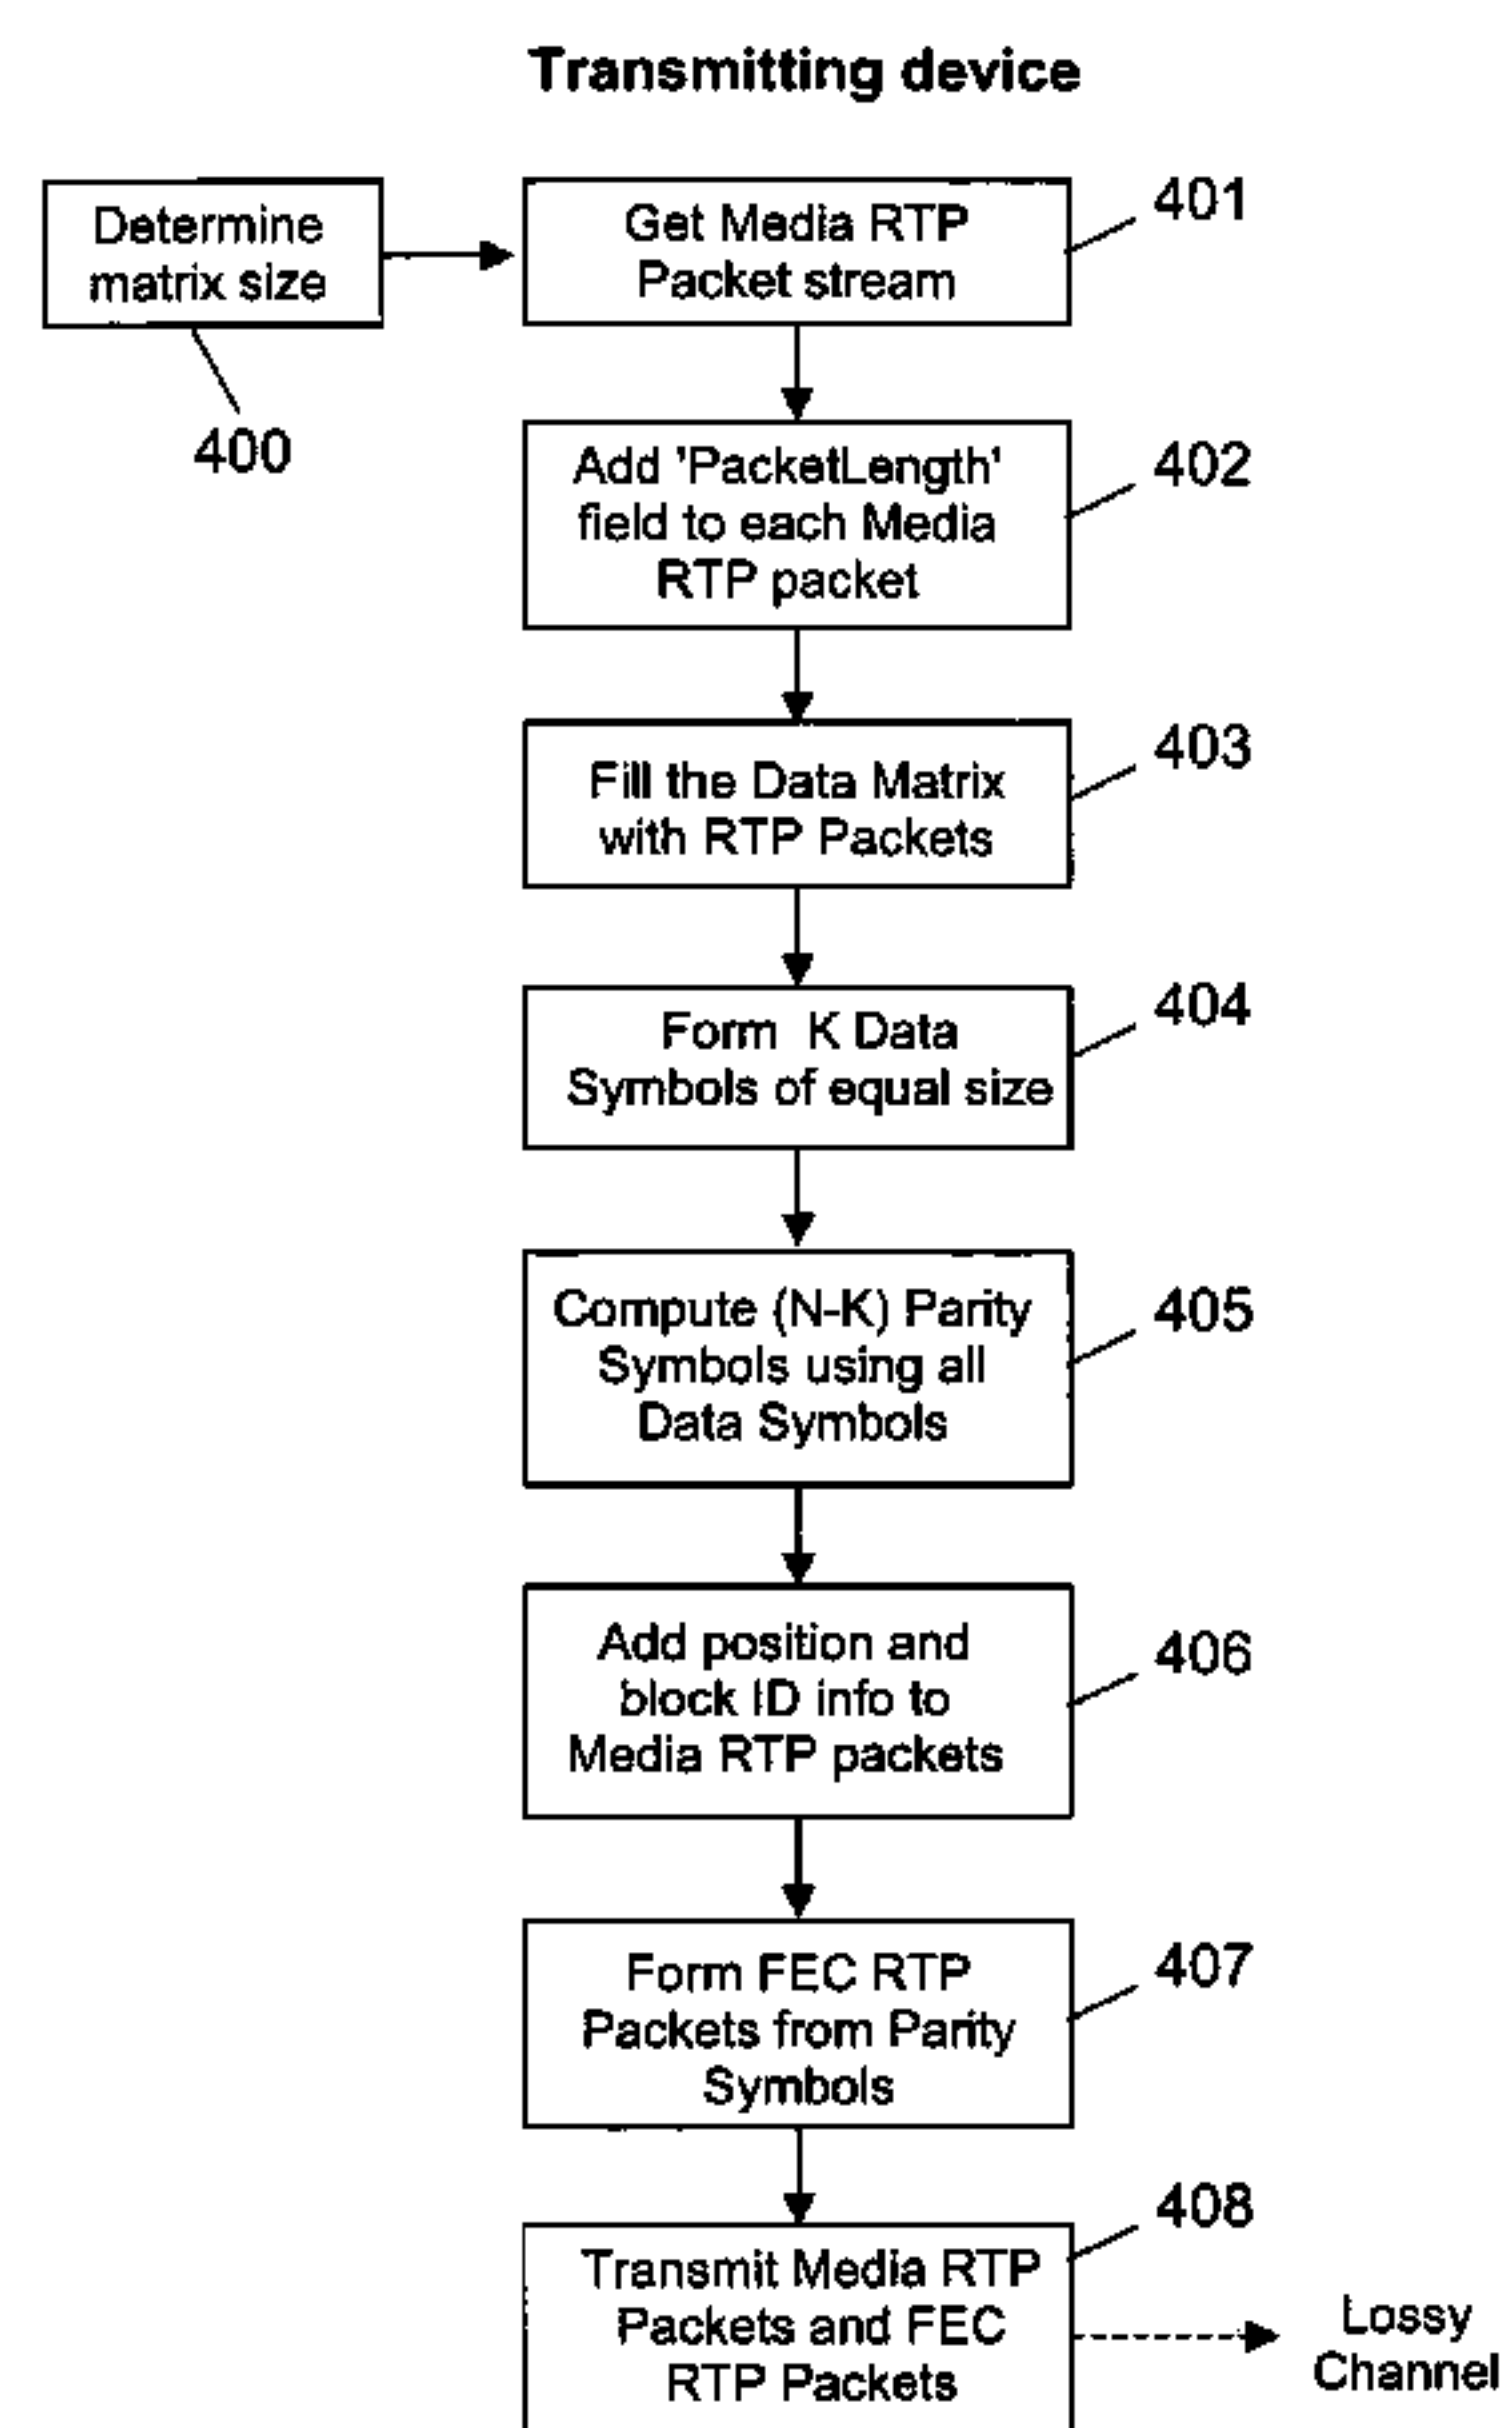 Transmitting device
Determine
matrix size
400
Get Media RTP
Packet stream
401
Add 'PacketLength'
field to each Media
RTP packet
402
Fill the Data Matrix
with RTP Packets
403
Form K Data
Symbols of equal size
404
Compute (N-K) Parity
Symbols using all
Data Symbols
405
Add position and
block ID info to
Media RTP packets
406
Form FEC RTP
Packets from Parity
Symbols
407
Transmit Media RTP
Packets and FEC
RTP Packets
408
Lossy
Channel